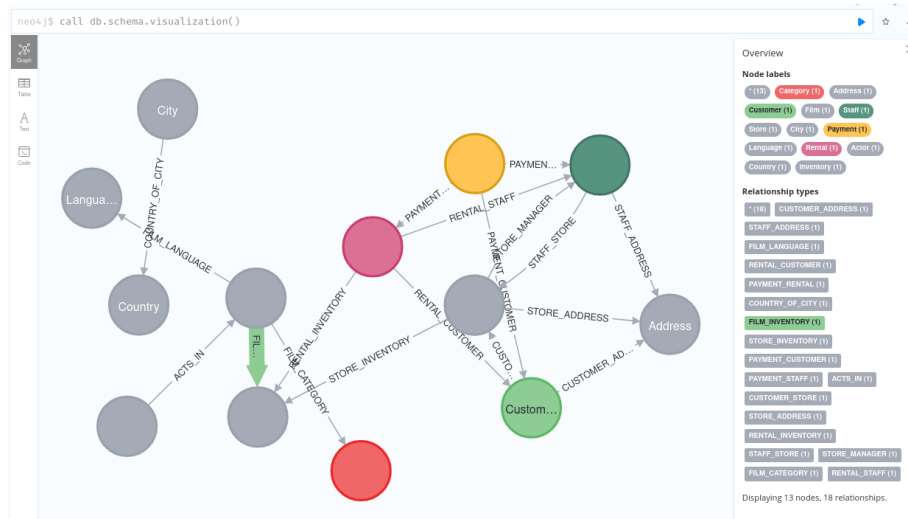 neo4j$ call db.schema.visualization()
Graph
Table
Text
Code
City
Langua...
COUNTRY_OF_CITY
FILM_LANGUAGE
Country
ACTS_IN
FIL...
FILM_CATEGORY
RENTAL_INVENTORY
STORE_INVENTORY
PAYMEN...
PAYMENT...
RENTAL_STAFF
STORE_MANAGER
STAFF_STORE
STAFF_ADDRESS
PAYMENT_CUSTOMER
RENTAL_CUSTOMER
STORE_ADDRESS
Address
CUSTO...
CUSTOMER_AD...
Custom...
Overview
Node labels
* (13) Category (1) Address (1)
Customer (1) Film (1) Staff (1)
Store (1) City (1) Payment (1)
Language (1) Rental (1) Actor (1)
Country (1) Inventory (1)
Relationship types
* (18) CUSTOMER_ADDRESS (1)
STAFF_ADDRESS (1)
FILM_LANGUAGE (1)
RENTAL_CUSTOMER (1)
PAYMENT_RENTAL (1)
COUNTRY_OF_CITY (1)
FILM_INVENTORY (1)
STORE_INVENTORY (1)
PAYMENT_CUSTOMER (1)
PAYMENT_STAFF (1) ACTS_IN (1)
CUSTOMER_STORE (1)
STORE_ADDRESS (1)
RENTAL_INVENTORY (1)
STAFF_STORE (1) STORE_MANAGER (1)
FILM_CATEGORY (1) RENTAL_STAFF (1)
Displaying 13 nodes, 18 relationships.